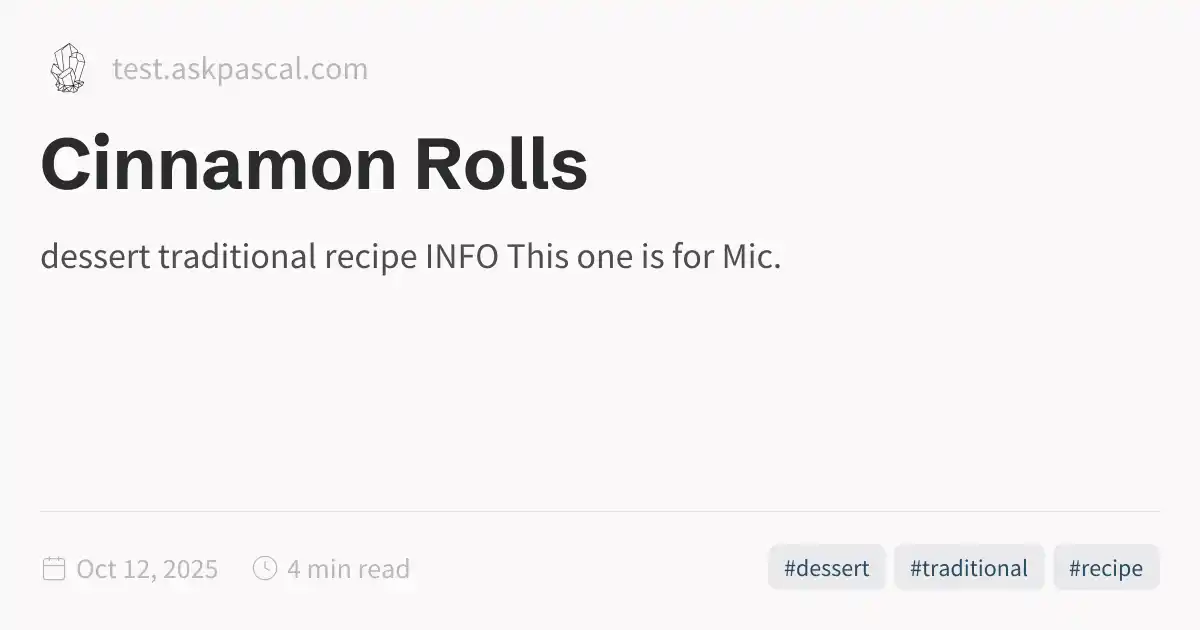 test.askpascal.com
Cinnamon Rolls
dessert traditional recipe INFO This one is for Mic.
Oct 12, 2025 4 min read #dessert #traditional #recipe